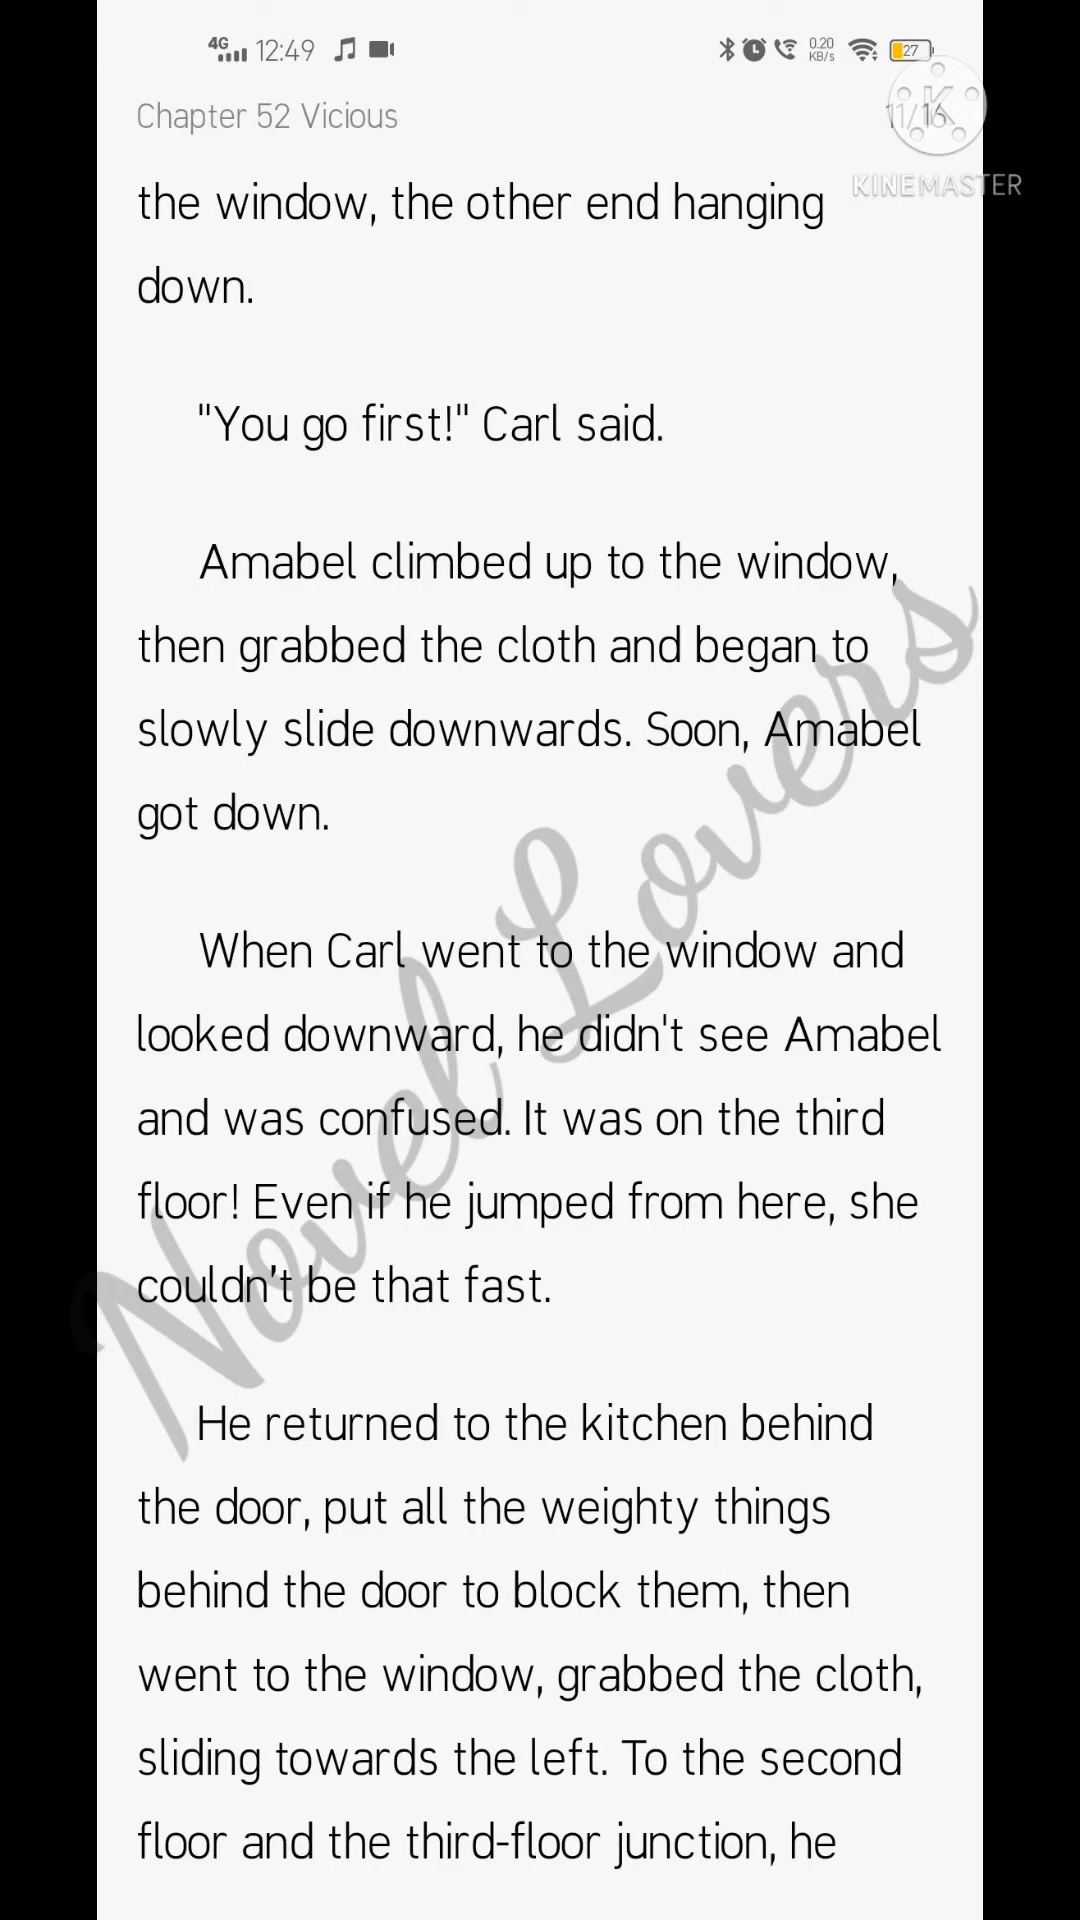 4G 12:49 0.20 KB/s 27
Chapter 52 Vicious 11/16
KINEMASTER
the window, the other end hanging
down.
"You go first!" Carl said.
Amabel climbed up to the window,
then grabbed the cloth and began to
slowly slide downwards. Soon, Amabel
got down.
When Carl went to the window and
looked downward, he didn't see Amabel
and was confused. It was on the third
floor! Even if he jumped from here, she
couldn't be that fast.
He returned to the kitchen behind
the door, put all the weighty things
behind the door to block them, then
went to the window, grabbed the cloth,
sliding towards the left. To the second
floor and the third-floor junction, he
Novel Lovers